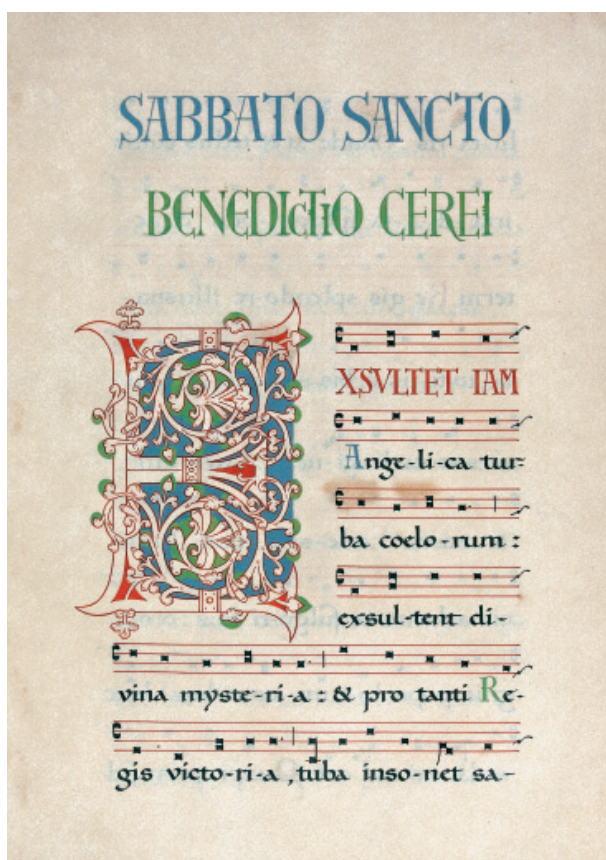 SABBATO SANCTO
BENEDICTIO CEREI
EXSVLTET IAM
Ange-li-ca tur-
ba coelo-rum :
exsul-tent di-
vina myste-ri-a : & pro tanti Re-
gis victo-ri-a , tuba inso-net sa-